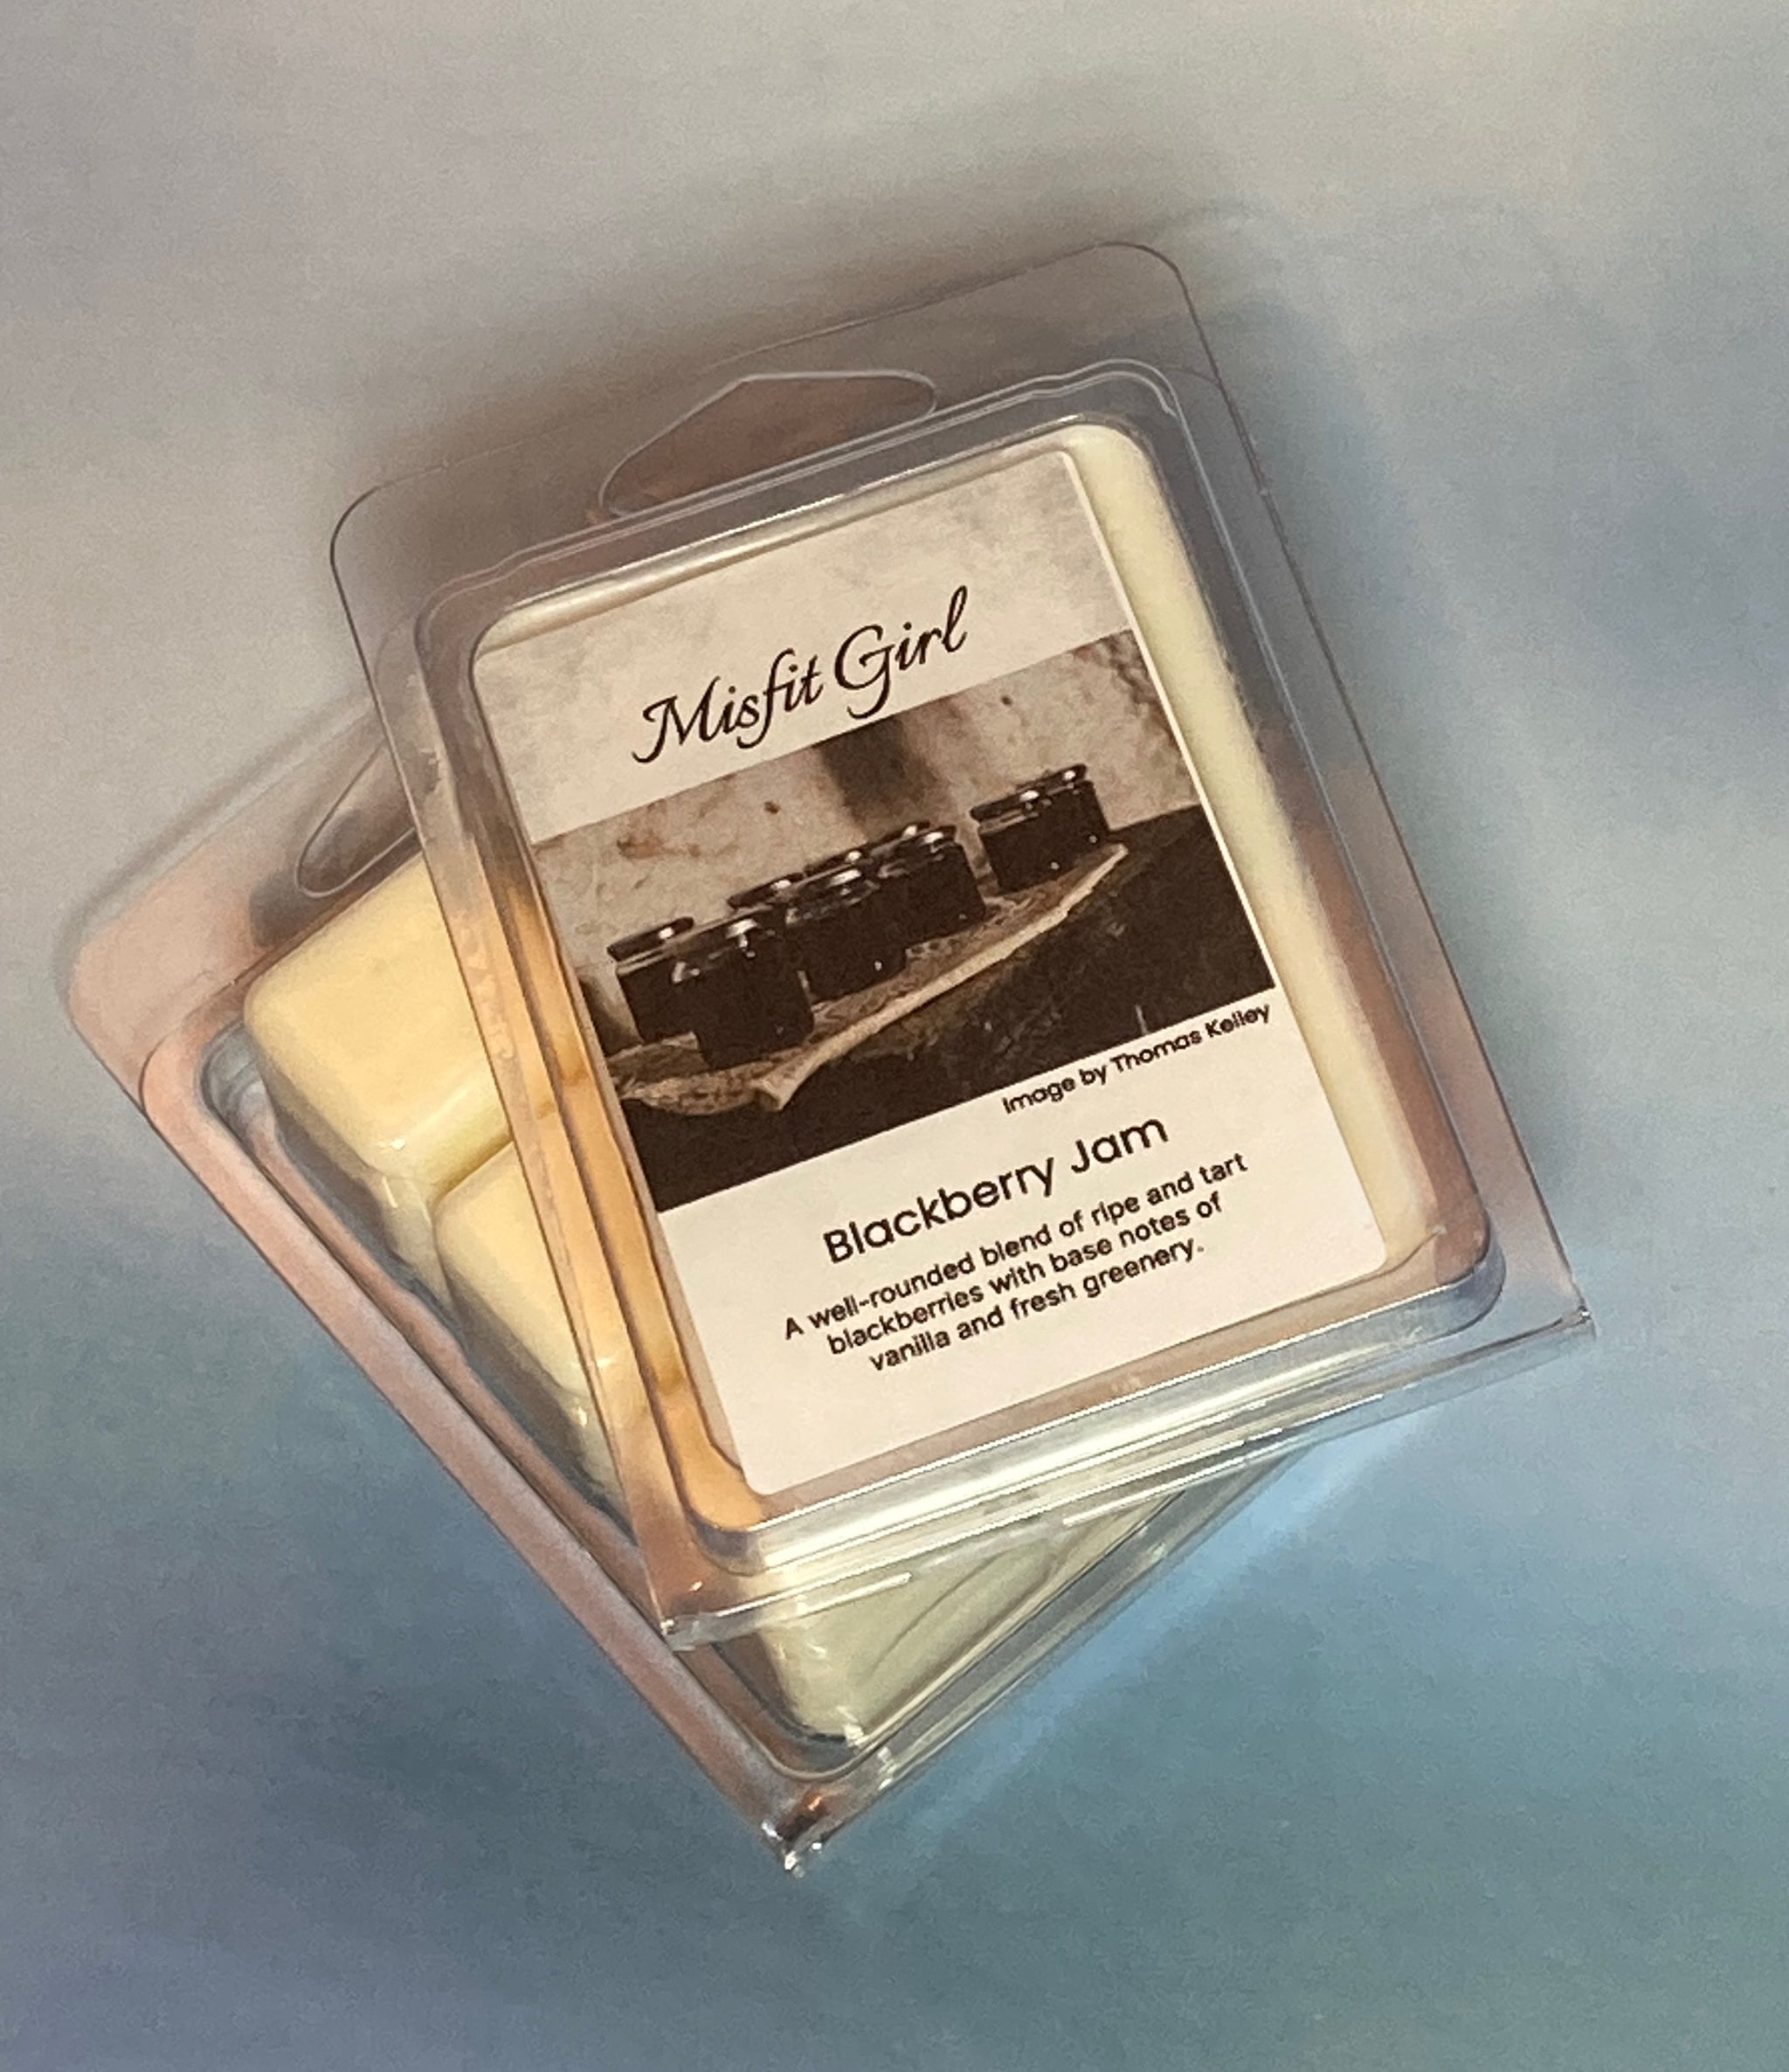 Misfit Girl
Image by Thomas Kelley
Blackberry Jam
A well-rounded blend of ripe and tart
blackberries with base notes of
vanilla and fresh greenery.